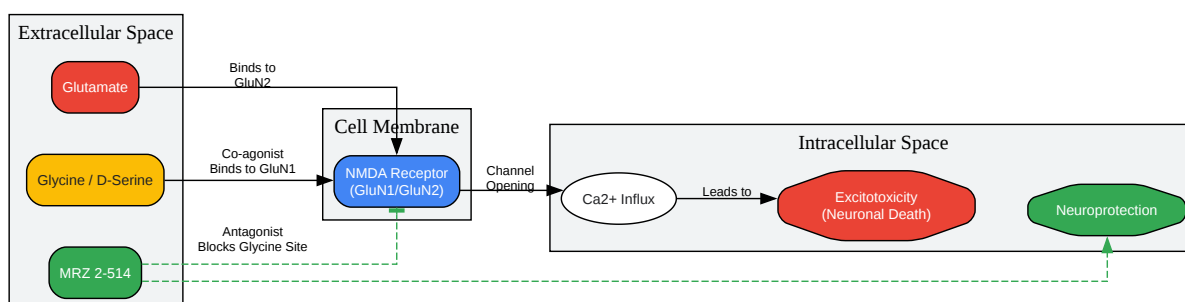 Extracellular Space
Glutamate
Binds to
GluN2
Cell Membrane
Intracellular Space
Glycine / D-Serine
Co-agonist
Binds to GluN1
NMDA Receptor
(GluN1/GluN2)
Channel
Opening
Ca2+ Influx
Leads to
Excitotoxicity
(Neuronal Death)
Neuroprotection
MRZ 2-514
Antagonist
Blocks Glycine Site